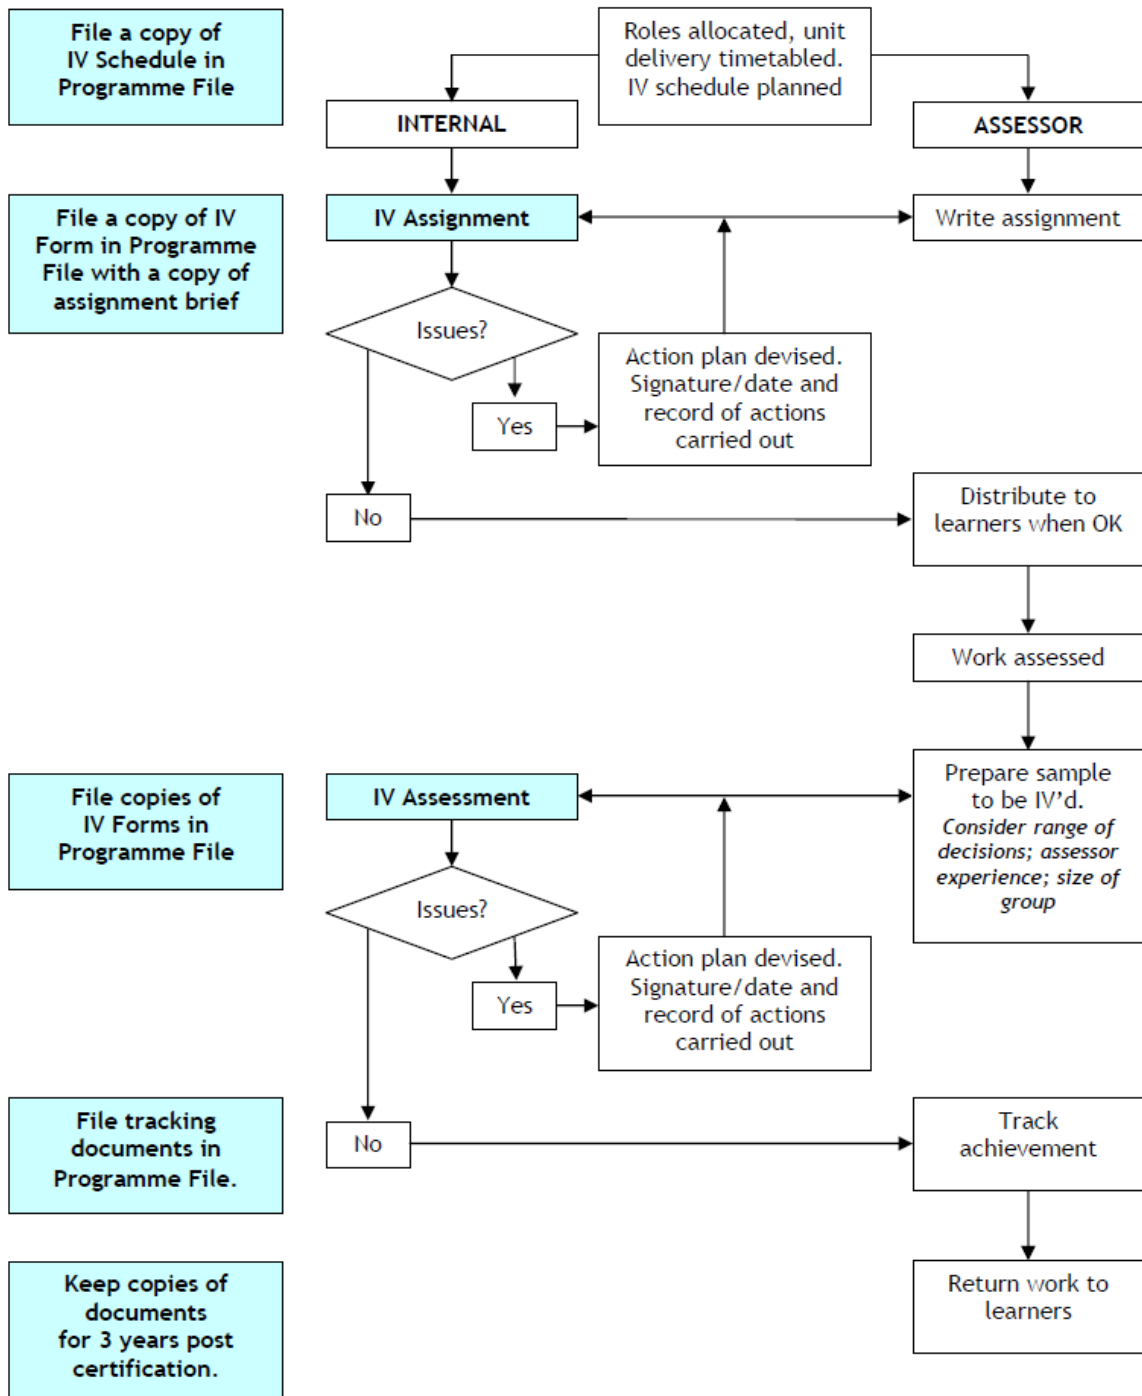 File a copy of
IV Schedule in
Programme File
Roles allocated, unit
delivery timetabled.
IV schedule planned
INTERNAL
ASSESSOR
File a copy of IV
Form in Programme
File with a copy of
assignment brief
IV Assignment
Write assignment
Issues?
Action plan devised.
Signature/date and
record of actions
carried out
Yes
No
Distribute to
learners when OK
Work assessed
File copies of
IV Forms in
Programme File
IV Assessment
Prepare sample
to be IV’d.
Consider range of
decisions; assessor
experience; size of
group
Issues?
Action plan devised.
Signature/date and
record of actions
carried out
Yes
File tracking
documents in
Programme File.
No
Track
achievement
Keep copies of
documents
for 3 years post
certification.
Return work to
learners